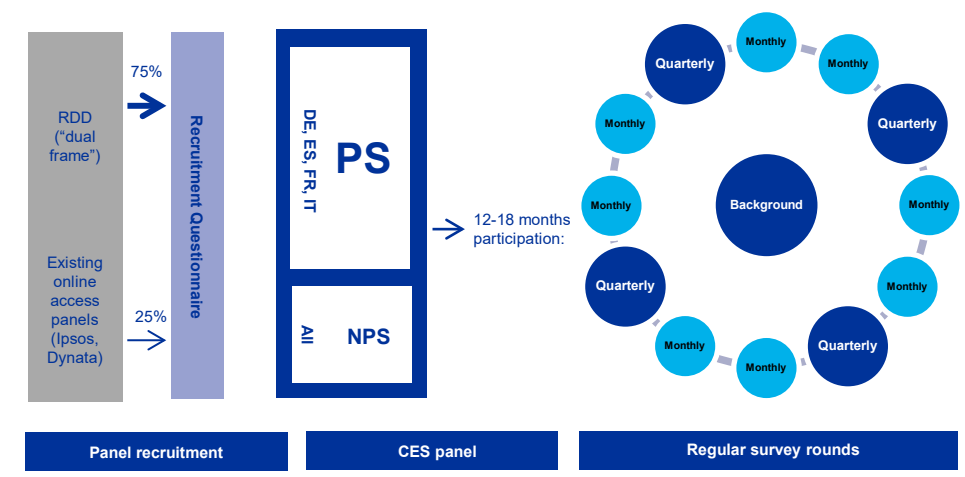 RDD
(“dual
frame”)
75%
Existing
online
access
panels
(Ipsos,
Dynata)
25%
Recruitment Questionnaire
DE, ES, FR, IT
PS
All
NPS
12-18 months
participation:
Monthly
Monthly
Quarterly
Monthly
Monthly
Quarterly
Monthly
Monthly
Quarterly
Monthly
Monthly
Quarterly
Background
Panel recruitment
CES panel
Regular survey rounds